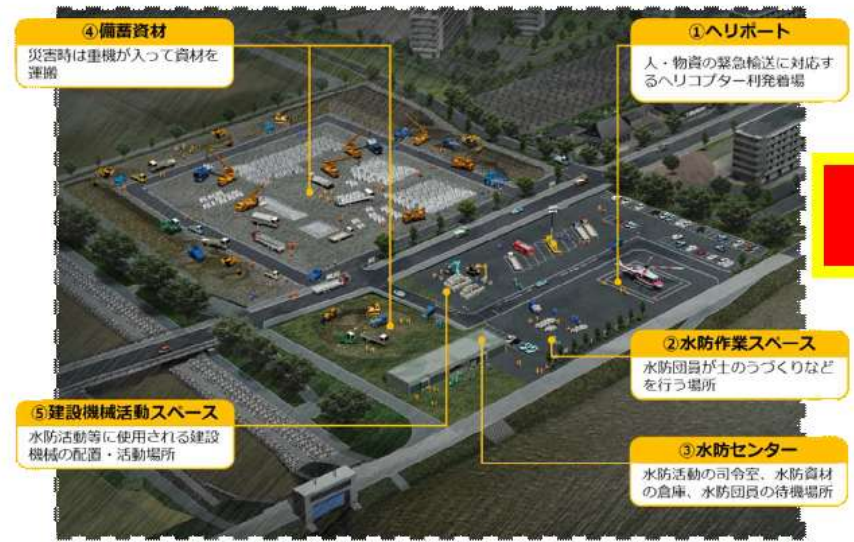 ④備蓄資材
災害時は重機が入って資材を
運搬
①ヘリポート
人・物資の緊急輸送に対応す
るヘリコプター利発着場
②水防作業スペース
水防団員が土のうづくりなど
を行う場所
⑤建設機械活動スペース
水防活動等に使用される建設
機械の配置・活動場所
③水防センター
水防活動の司令室、水防資材
の倉庫、水防団員の待機場所